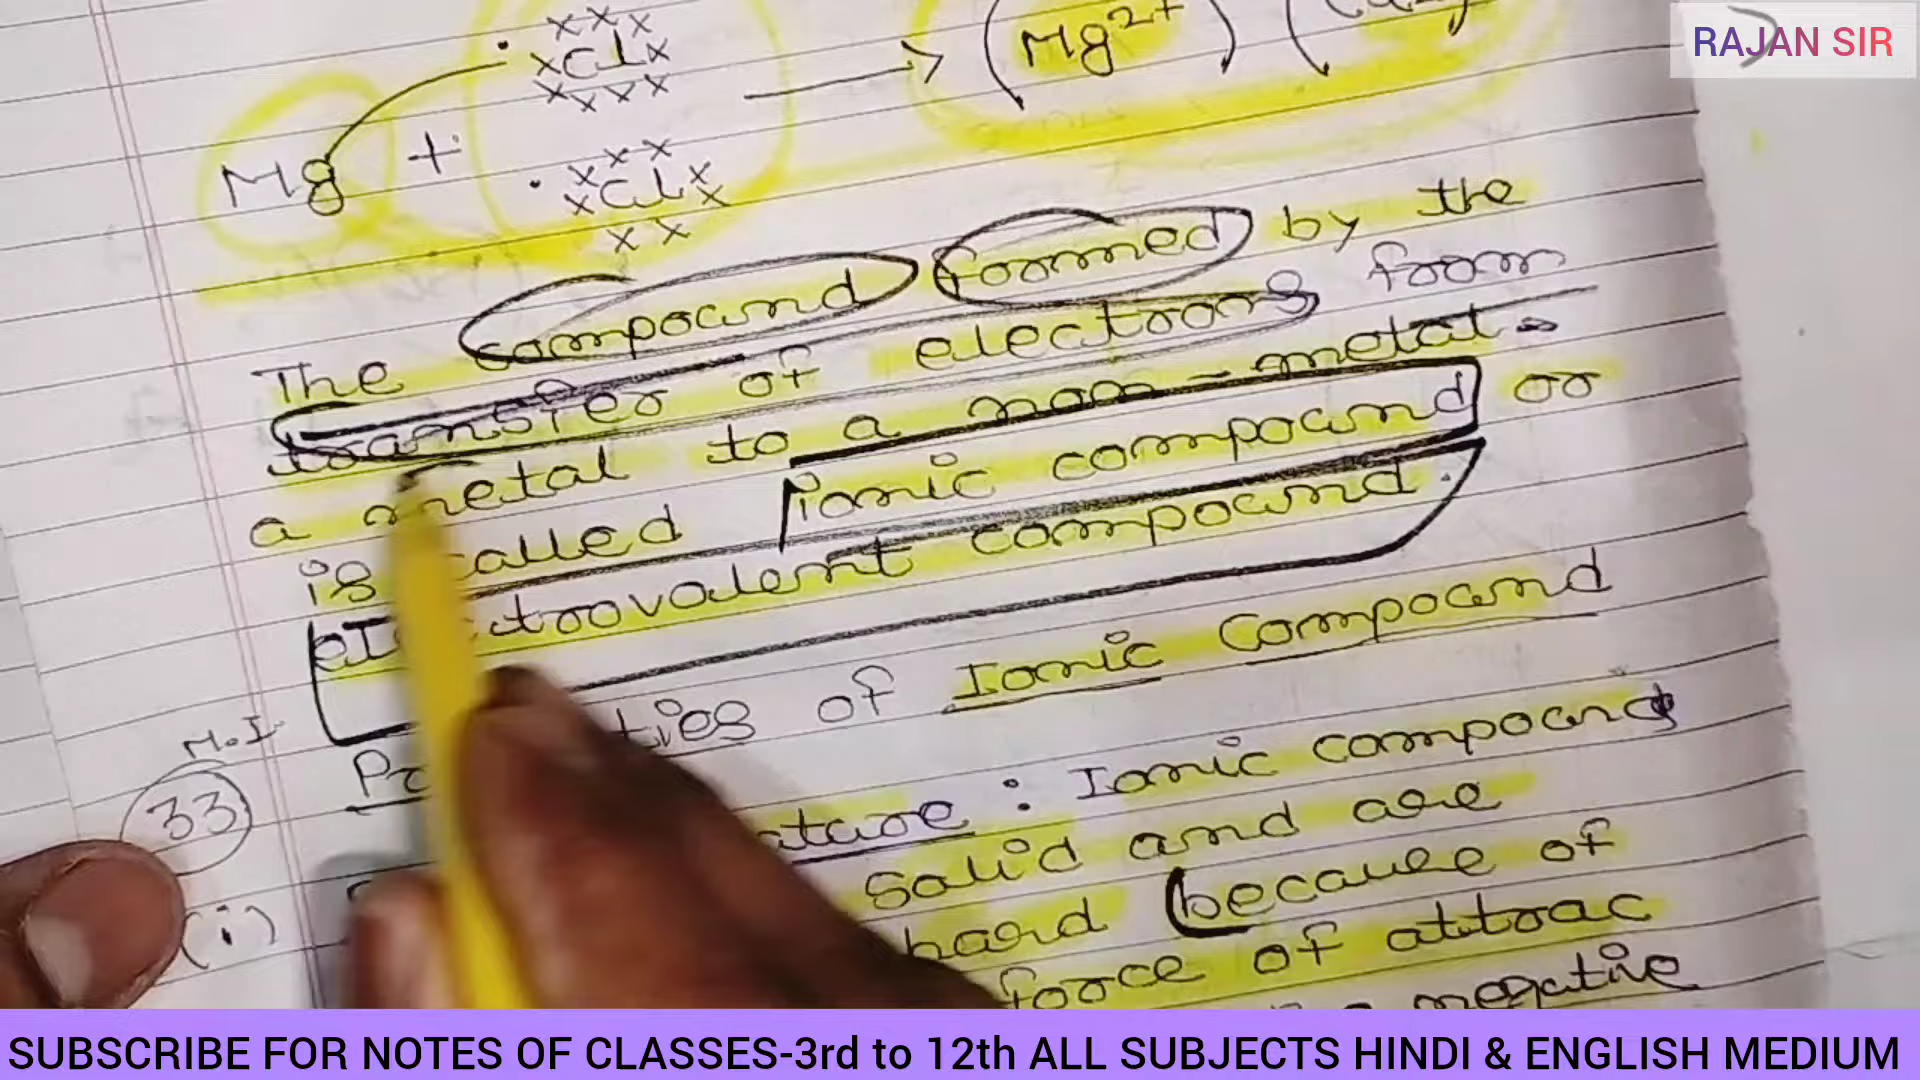 RAJAN SIR
Mg + Cl → (Mg2+) (
Cl
The compound formed by the
transfer of electrons from
a metal to a non-metal
is called ionic compound or
electrovalent compound.
M.I
33 of Ionic Compound
(i) : Ionic compound
solid and are
hard because of
force of attrac
negative
SUBSCRIBE FOR NOTES OF CLASSES-3rd to 12th ALL SUBJECTS HINDI & ENGLISH MEDIUM